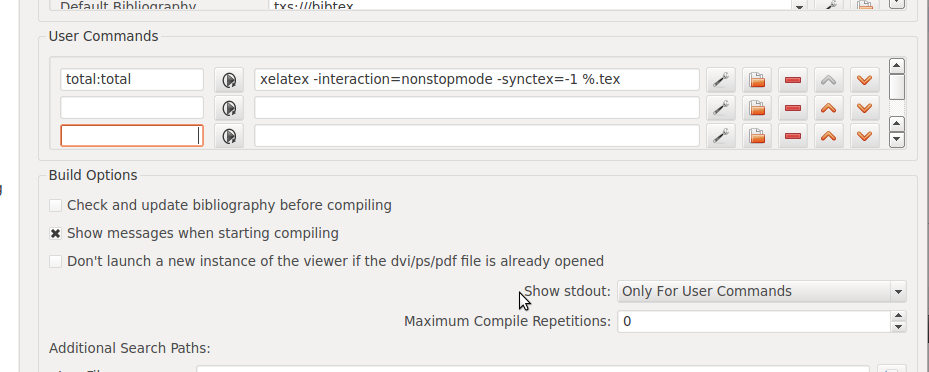 Default Bibliography txs:///bibtex
User Commands
total:total xelatex -interaction=nonstopmode -synctex=-1 %.tex
Build Options
Check and update bibliography before compiling
Show messages when starting compiling
Don't launch a new instance of the viewer if the dvi/ps/pdf file is already opened
Show stdout: Only For User Commands
Maximum Compile Repetitions: 0
Additional Search Paths: